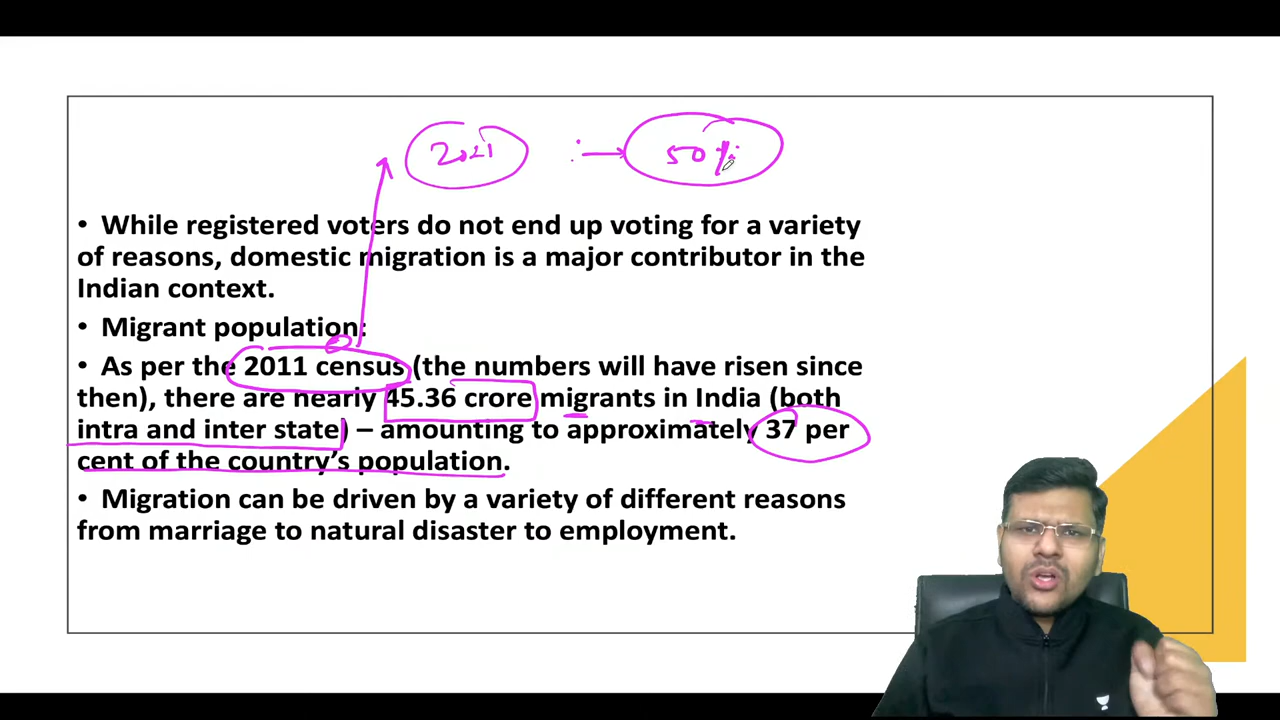 2021 :→ 50%
• While registered voters do not end up voting for a variety
of reasons, domestic migration is a major contributor in the
Indian context.
• Migrant population:
• As per the 2011 census (the numbers will have risen since
then), there are nearly 45.36 crore migrants in India (both
intra and inter state) – amounting to approximately 37 per
cent of the country’s population.
• Migration can be driven by a variety of different reasons
from marriage to natural disaster to employment.